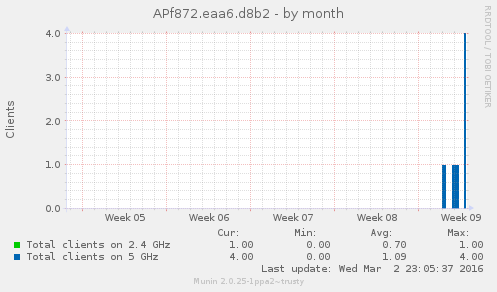 APf872.eaa6.d8b2 - by month
RRDTOOL / TOBI OETIKER
Clients
4.0
3.0
2.0
1.0
0.0
Week 05 Week 06 Week 07 Week 08 Week 09
Cur: Min: Avg: Max:
Total clients on 2.4 GHz 1.00 0.00 0.70 1.00
Total clients on 5 GHz 4.00 0.00 1.09 4.00
Last update: Wed Mar 2 23:05:37 2016
Munin 2.0.25-1ppa2~trusty